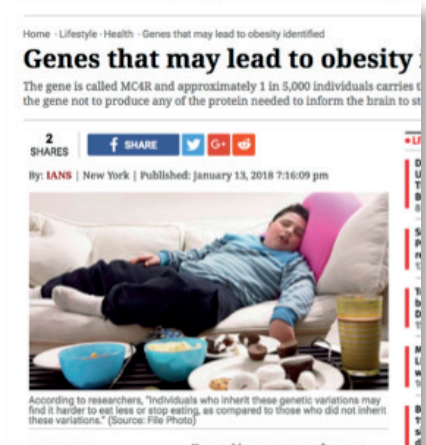 Home - Lifestyle - Health - Genes that may lead to obesity identified
Genes that may lead to obesity
The gene is called MC4R and approximately 1 in 5,000 individuals carries
the gene not to produce any of the protein needed to inform the brain to
2
SHARES
f SHARE
G+
By: IANS | New York | Published: January 13, 2018 7:16:09 pm
According to researchers, "Individuals who inherit these genetic variations may
find it harder to eat less or stop eating, as compared to those who did not inherit
these variations." (Source: File Photo)